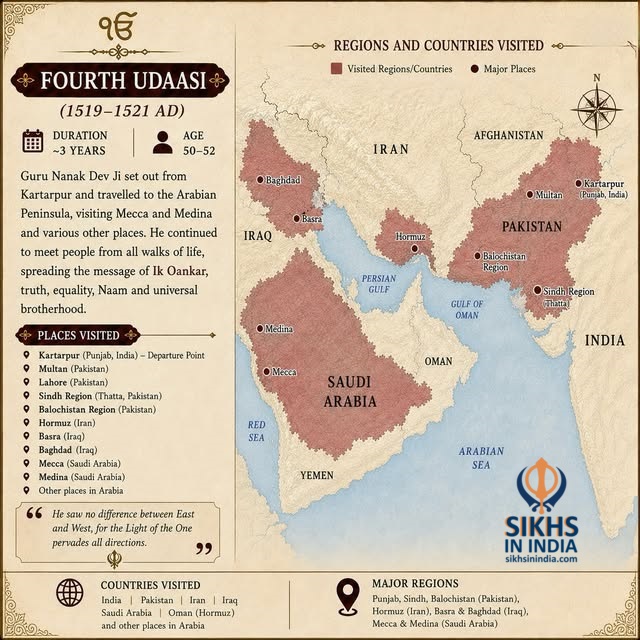 ੴ
FOURTH UDAASI
(1519–1521 AD)
DURATION
~3 YEARS
AGE
50–52
Guru Nanak Dev Ji set out from
Kartarpur and travelled to the Arabian
Peninsula, visiting Mecca and Medina
and various other places. He continued
to meet people from all walks of life,
spreading the message of Ik Oankar,
truth, equality, Naam and universal
brotherhood.
PLACES VISITED
Kartarpur (Punjab, India) – Departure Point
Multan (Pakistan)
Lahore (Pakistan)
Sindh Region (Thatta, Pakistan)
Balochistan Region (Pakistan)
Hormuz (Iran)
Basra (Iraq)
Baghdad (Iraq)
Mecca (Saudi Arabia)
Medina (Saudi Arabia)
Other places in Arabia
“ He saw no difference between East
and West, for the Light of the One
pervades all directions. ”
REGIONS AND COUNTRIES VISITED
Visited Regions/Countries
Major Places
N
IRAN
AFGHANISTAN
Baghdad
Kartarpur
(Punjab, India)
Multan
Basra
IRAQ
Hormuz
PAKISTAN
Balochistan
Region
PERSIAN
GULF
Sindh Region
(Thatta)
GULF OF
OMAN
Medina
INDIA
OMAN
Mecca
SAUDI
ARABIA
RED
SEA
ARABIAN
SEA
YEMEN
SIKHS
IN INDIA
sikhsinindia.com
COUNTRIES VISITED
India | Pakistan | Iran | Iraq
Saudi Arabia | Oman (Hormuz)
and other places in Arabia
MAJOR REGIONS
Punjab, Sindh, Balochistan (Pakistan),
Hormuz (Iran), Basra & Baghdad (Iraq),
Mecca & Medina (Saudi Arabia)